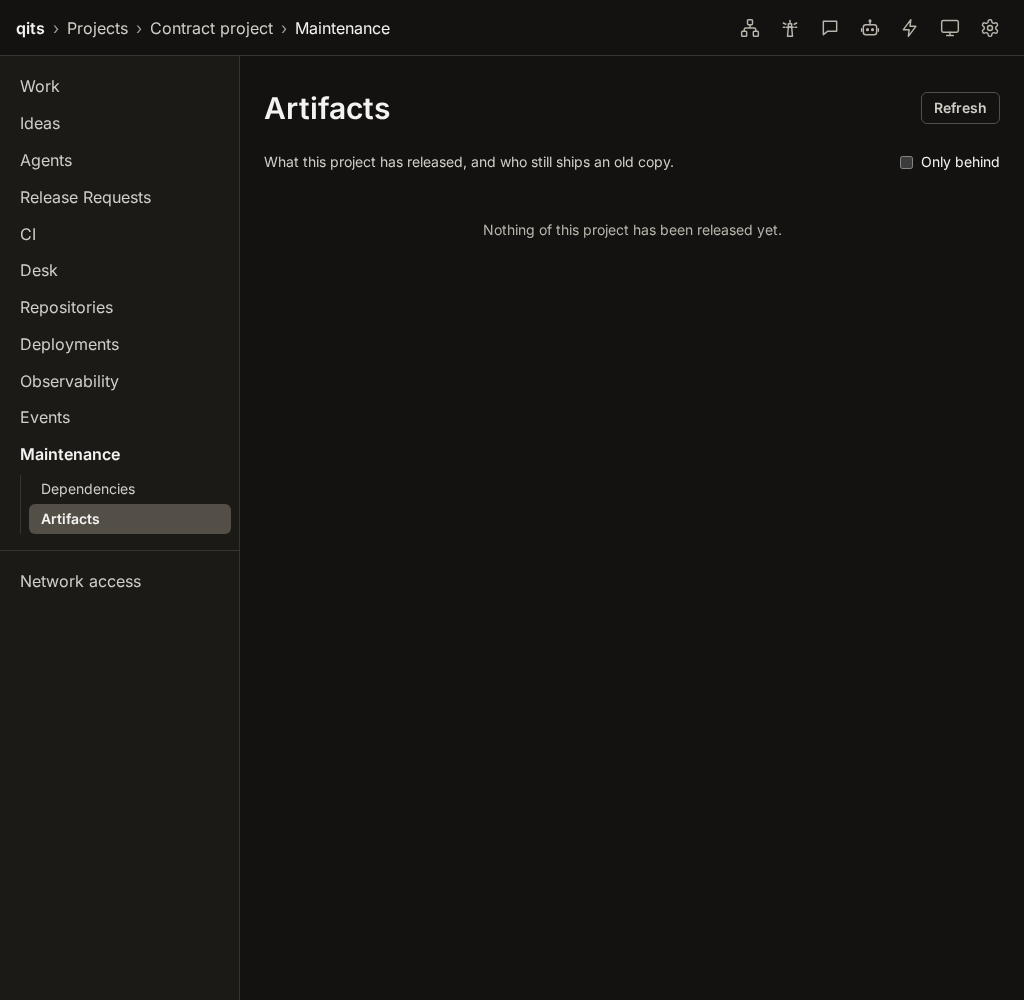 qits › Projects › Contract project › Maintenance
Work
Ideas
Agents
Release Requests
CI
Desk
Repositories
Deployments
Observability
Events
Maintenance
Dependencies
Artifacts
Network access
Artifacts
Refresh
What this project has released, and who still ships an old copy.
Only behind
Nothing of this project has been released yet.